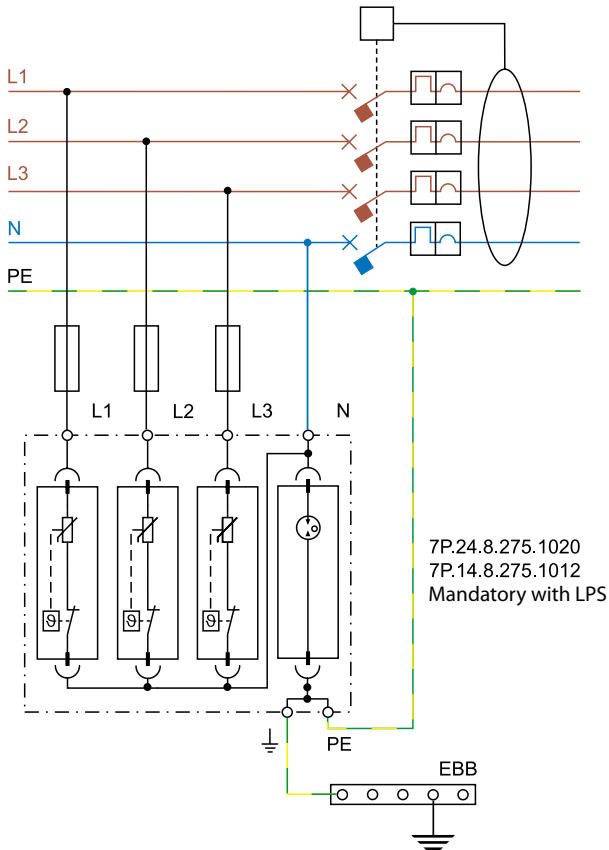 L1
L2
L3
N
PE
L1 L2 L3 N
ϑ ϑ ϑ
7P.24.8.275.1020
7P.14.8.275.1012
Mandatory with LPS
PE
EBB